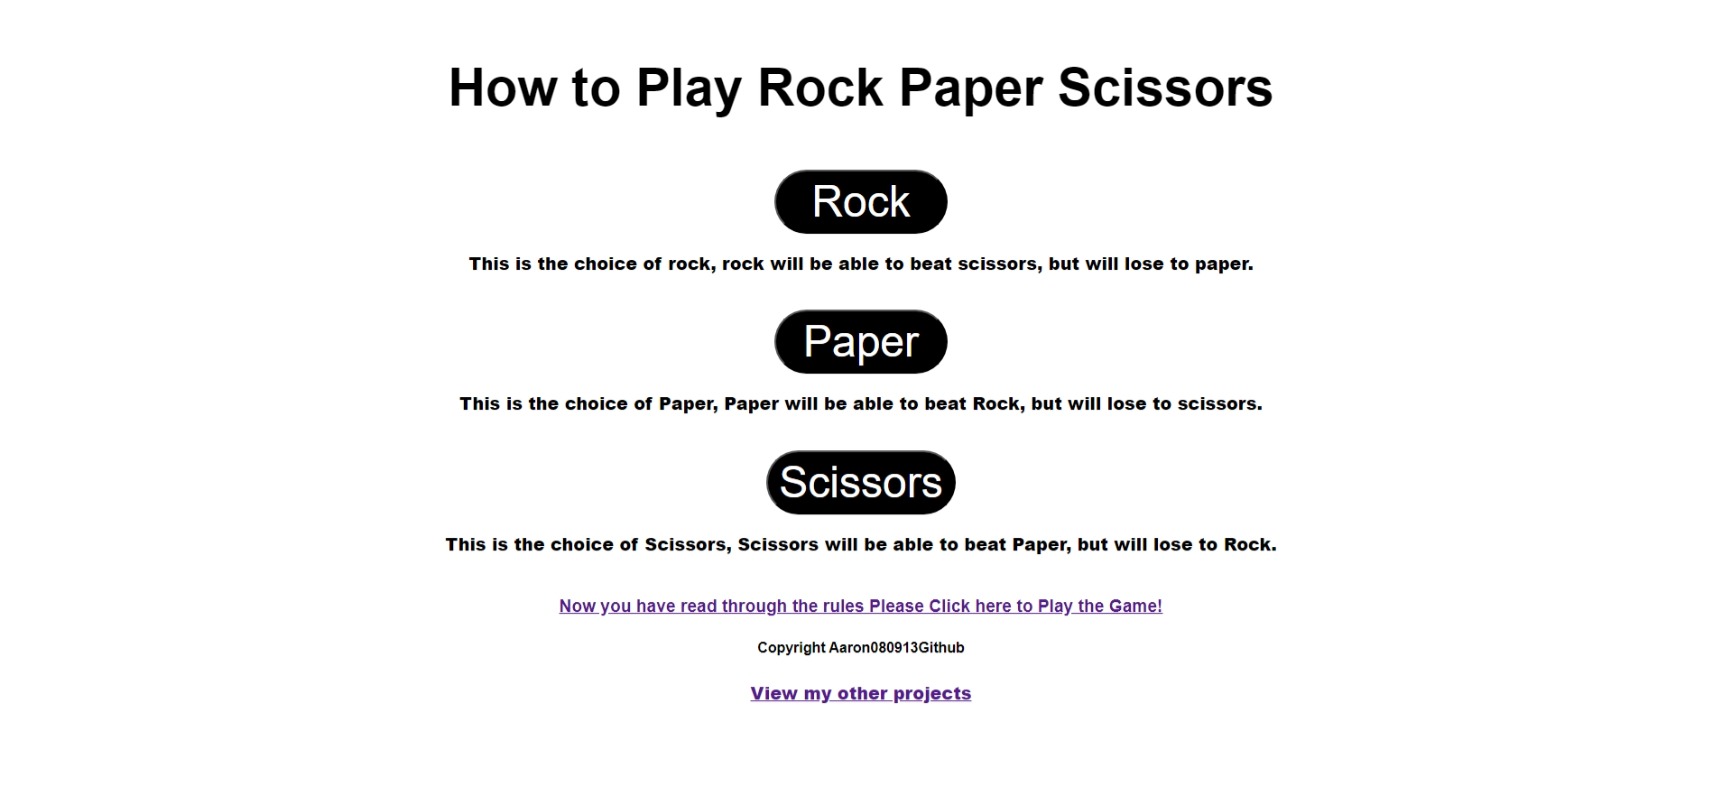 How to Play Rock Paper Scissors
Rock
This is the choice of rock, rock will be able to beat scissors, but will lose to paper.
Paper
This is the choice of Paper, Paper will be able to beat Rock, but will lose to scissors.
Scissors
This is the choice of Scissors, Scissors will be able to beat Paper, but will lose to Rock.
Now you have read through the rules Please Click here to Play the Game!
Copyright Aaron080913Github
View my other projects